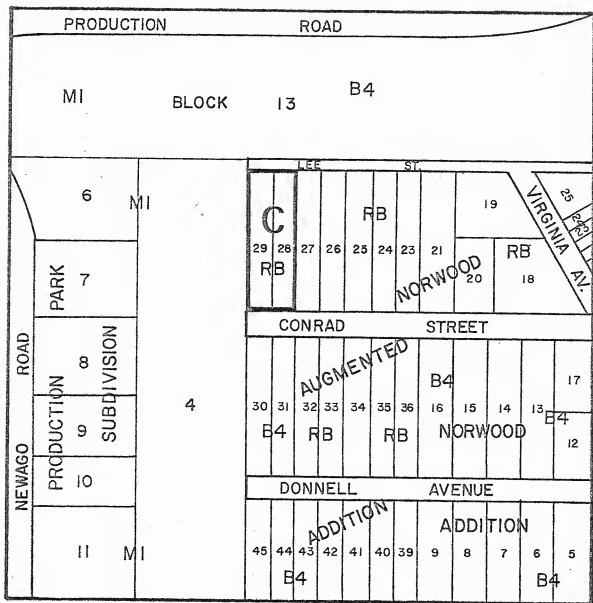 PRODUCTION ROAD
B4
M1 BLOCK 13
LEE ST.
6 M1
C
RB
19
VIRGINIA AV.
25
29 28 27 26 25 24 23 21
RB
NORWOOD
20
RB
18
PARK
7
CONRAD STREET
NEWAGO ROAD
PRODUCTION
SUBDIVISION
8
4
AUGMENTED
B4
17
30 31 32 33 34 35 36 16 15 14 13
B4 RB RB NORWOOD B4
12
9
10
DONNELL AVENUE
ADDITION
ADDITION
11 M1
45 44 43 42 41 40 39 9 8 7 6 5
B4 B4